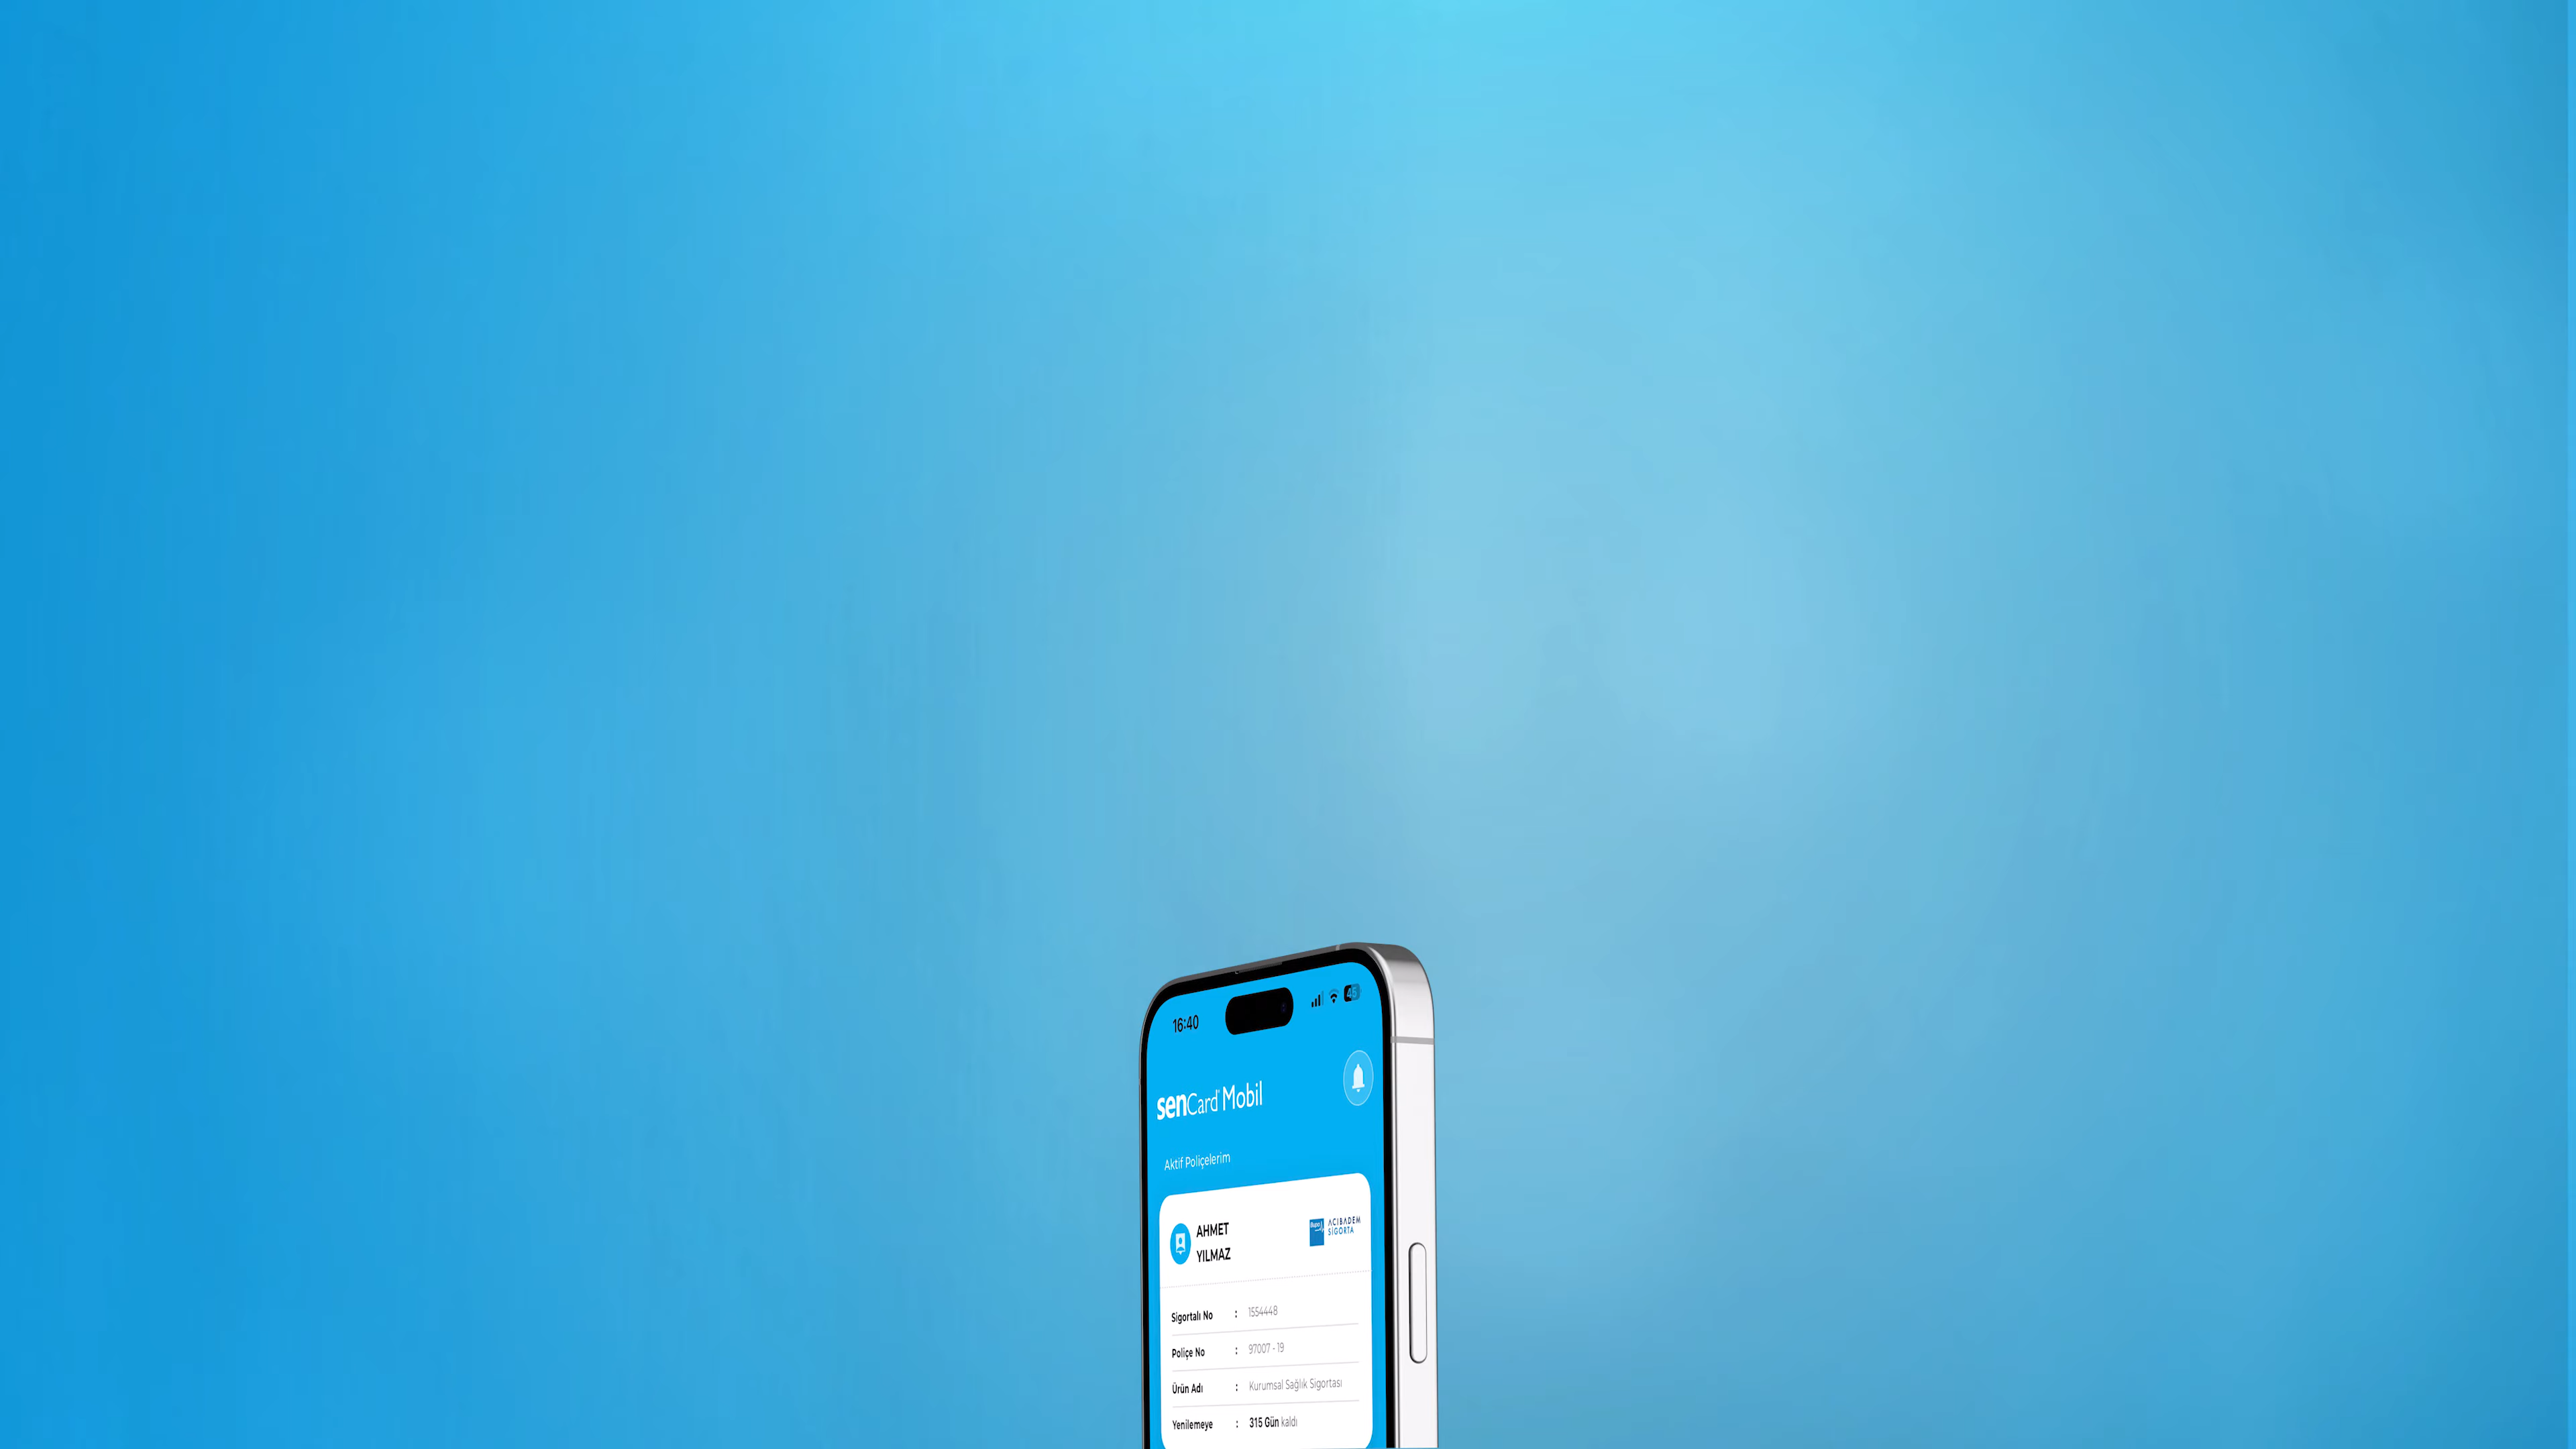 16:40
45
senCard Mobil
Aktif Poliçelerim
AHMET
YILMAZ
ACIBADEM
SİGORTA
Sigortalı No : 1554448
Poliçe No : 97007 - 19
Ürün Adı : Kurumsal Sağlık Sigortası
Yenilemeye : 315 Gün kaldı